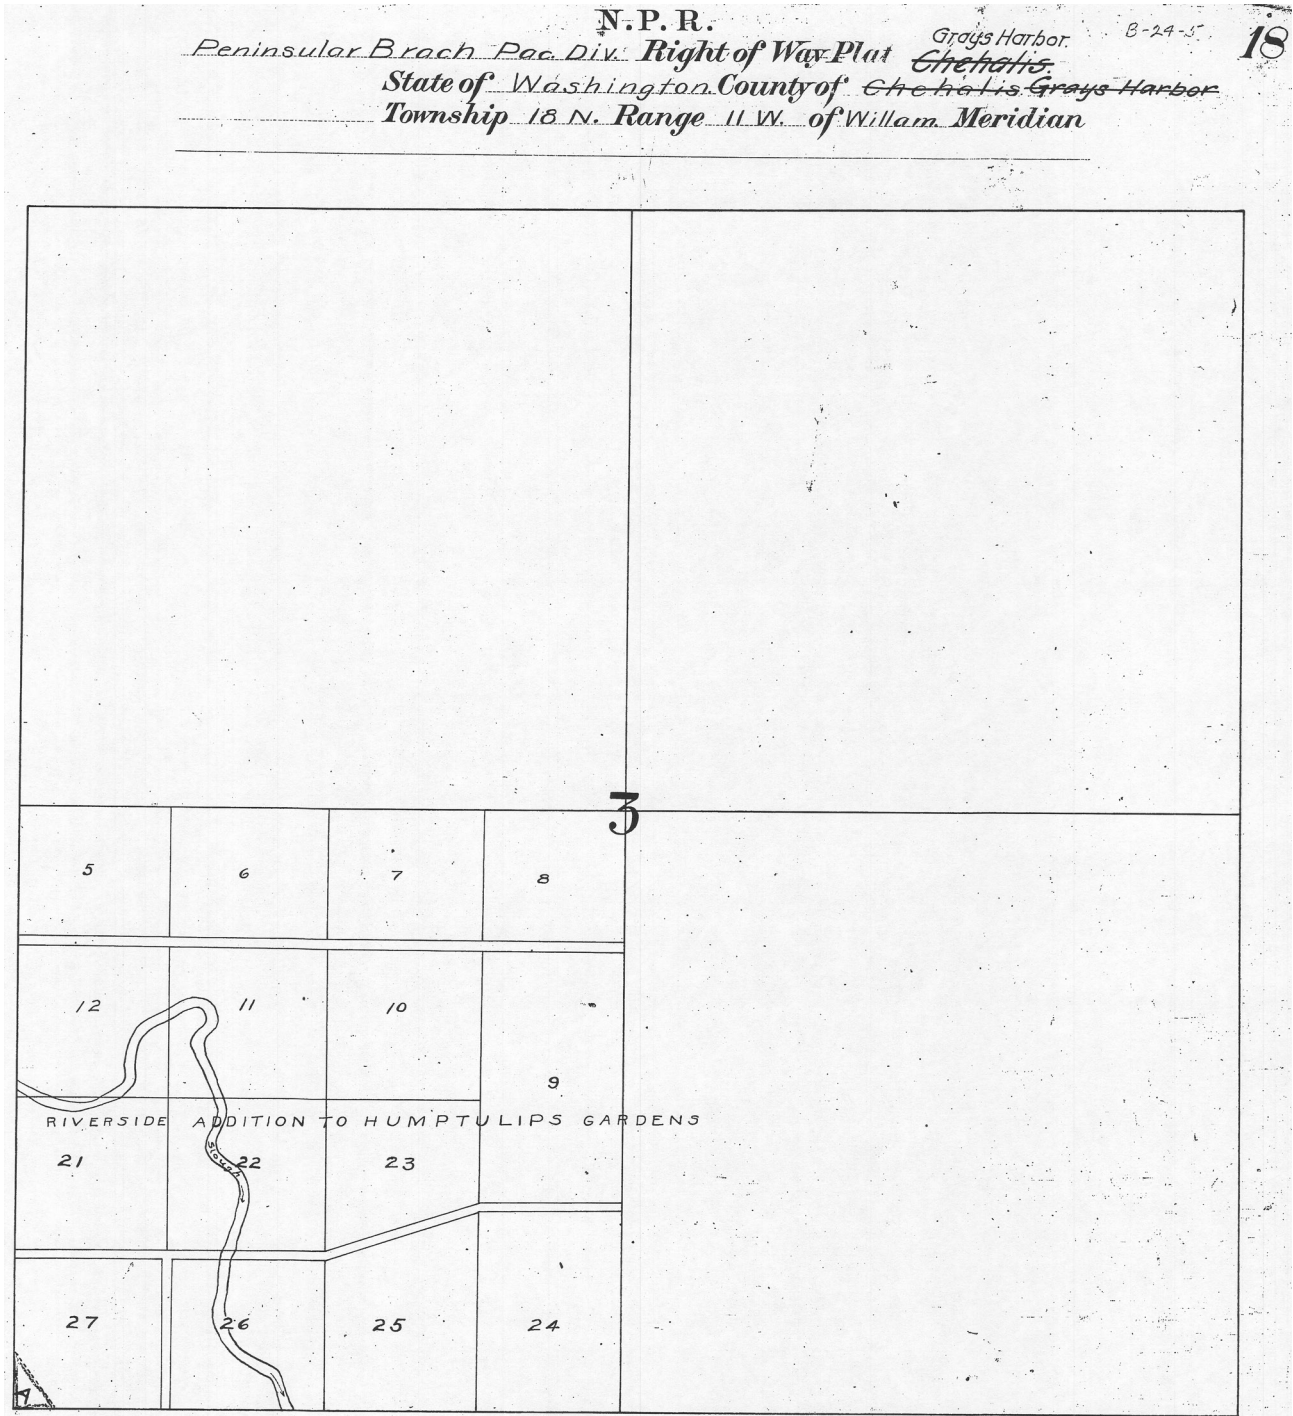 N.P.R.
Grays Harbor. B-24-5 18
Peninsular Brach Pac. Div. Right of Way Plat Chehalis.
State of Washington. County of Chehalis Grays Harbor
Township 18 N. Range 11 W. of Willam. Meridian
3
5 6 7 8
12 11 10
9
RIVERSIDE ADDITION TO HUMPTULIPS GARDENS
21 22 23
Slough
27 26 25 24
A